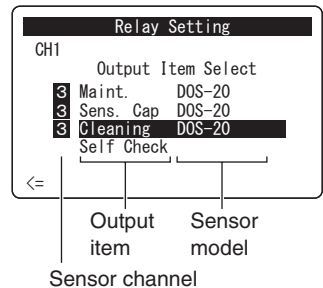 Relay Setting
CH1
Output Item Select
3 Maint. DOS-20
3 Sens. Cap DOS-20
3 Cleaning DOS-20
Self Check
<=
Output item
Sensor model
Sensor channel